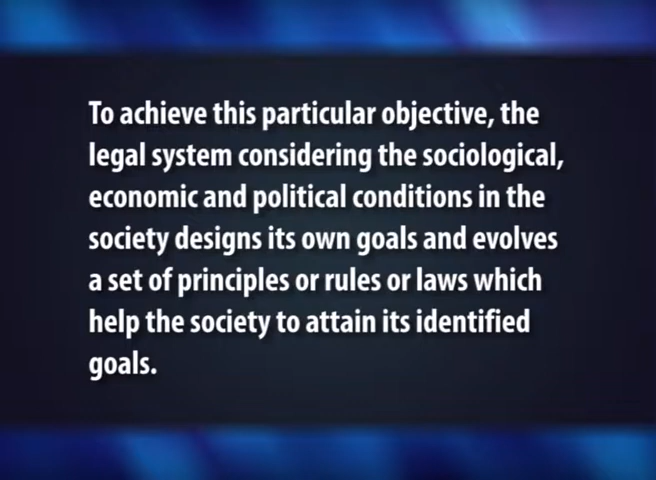 To achieve this particular objective, the
legal system considering the sociological,
economic and political conditions in the
society designs its own goals and evolves
a set of principles or rules or laws which
help the society to attain its identified
goals.